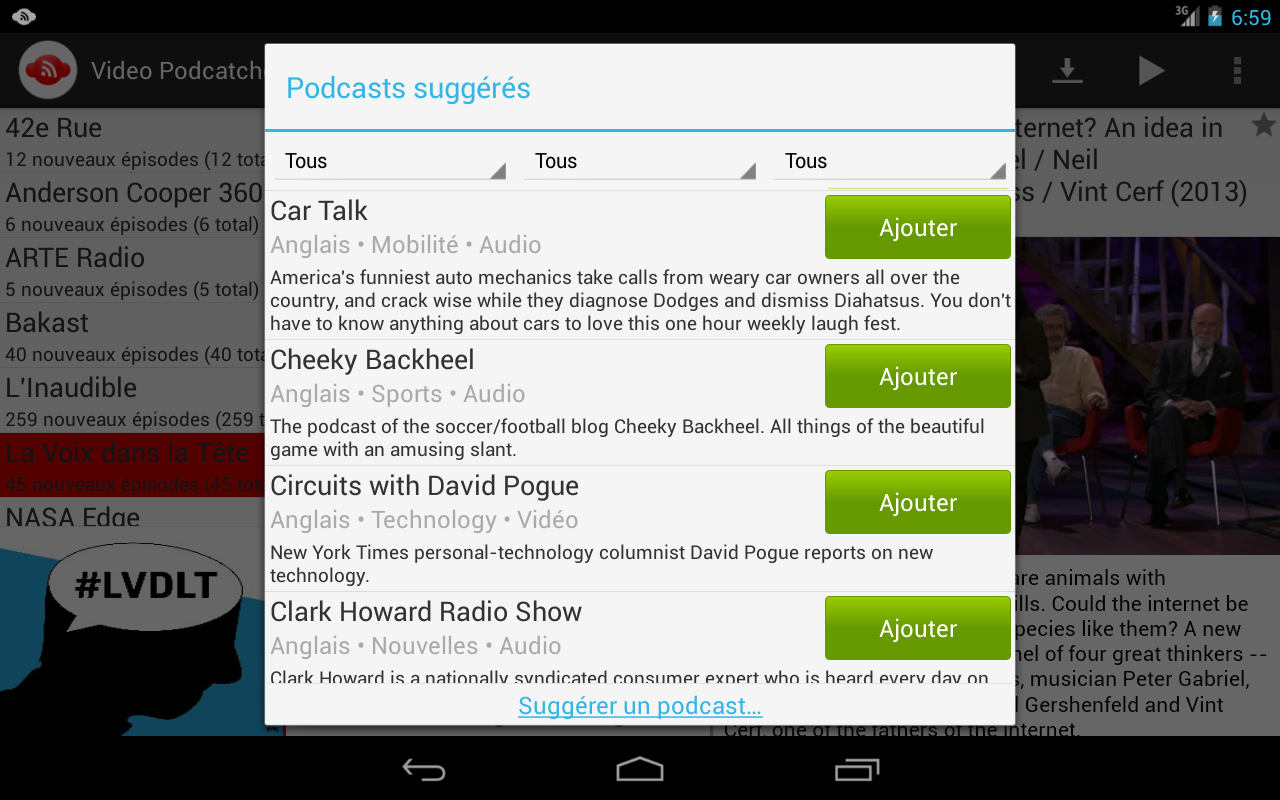 3G
6:59
Video Podcatch
Podcasts suggérés
Tous
Tous
Tous
Car Talk
Ajouter
Anglais • Mobilité • Audio
America's funniest auto mechanics take calls from weary car owners all over the
country, and crack wise while they diagnose Dodges and dismiss Diahatsus. You don't
have to know anything about cars to love this one hour weekly laugh fest.
Cheeky Backheel
Ajouter
Anglais • Sports • Audio
The podcast of the soccer/football blog Cheeky Backheel. All things of the beautiful
game with an amusing slant.
Circuits with David Pogue
Ajouter
Anglais • Technology • Vidéo
New York Times personal-technology columnist David Pogue reports on new
technology.
Clark Howard Radio Show
Ajouter
Anglais • Nouvelles • Audio
Clark Howard is a nationally syndicated consumer expert who is heard every day on
Suggérer un podcast...
42e Rue
12 nouveaux épisodes (12
Anderson Cooper 360
6 nouveaux épisodes (6 total)
ARTE Radio
5 nouveaux épisodes (5 total)
Bakast
40 nouveaux épisodes (40
L'Inaudible
259 nouveaux épisodes (259
La Voix dans la Tête
45 nouveaux épisodes (45
NASA Edge
#LVDLT
ternet? An idea in
/ Neil
/ Vint Cerf (2013)
are animals with
Could the internet be
species like them? A new
of four great thinkers --
musician Peter Gabriel,
Gershenfeld and Vint
Cerf, one of the fathers of the Internet.